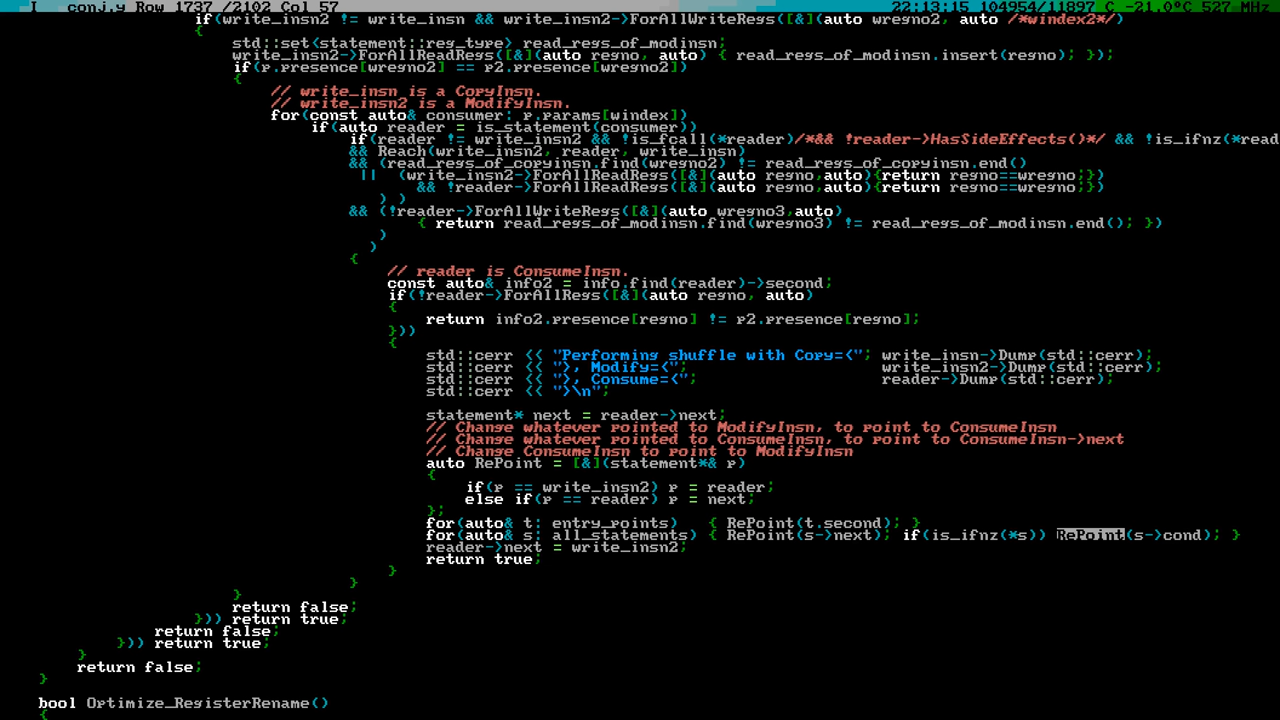 I   conj.y Row 1737 /2102 Col 57   22:13:15 104954/11897 C -21.0°C 527 MHz
if(write_insn2 != write_insn && write_insn2->ForAllWriteRegs([&](auto wregno2, auto /*windex2*/)
{
std::set<statement::reg_type> read_regs_of_modinsn;
write_insn2->ForAllReadRegs([&](auto regno, auto) { read_regs_of_modinsn.insert(regno); });
if(p.presence[wregno2] == p2.presence[wregno2])
{
// write_insn is a CopyInsn.
// write_insn2 is a ModifyInsn.
for(const auto& consumer: p.params[windex])
if(auto reader = is_statement(consumer))
if(reader != write_insn2 && !is_fcall(*reader)/*&& !reader->HasSideEffects()*/ && !is_ifnz(*read
&& Reach(write_insn2, reader, write_insn)
&& (read_regs_of_copyinsn.find(wregno2) != read_regs_of_copyinsn.end()
||  (write_insn2->ForAllReadRegs([&](auto regno,auto){return regno==wregno;})
&& !reader->ForAllReadRegs([&](auto regno,auto){return regno==wregno;})
) )
&& (!reader->ForAllWriteRegs([&](auto wregno3,auto)
{ return read_regs_of_modinsn.find(wregno3) != read_regs_of_modinsn.end(); })
)
)
{
// reader is ConsumeInsn.
const auto& info2 = info.find(reader)->second;
if(!reader->ForAllRegs([&](auto regno, auto)
{
return info2.presence[regno] != p2.presence[regno];
}))
{
std::cerr << "Performing shuffle with Copy={"; write_insn->Dump(std::cerr);
std::cerr << "}, Modify={"; write_insn2->Dump(std::cerr);
std::cerr << "}, Consume={"; reader->Dump(std::cerr);
std::cerr << "}\n";
statement* next = reader->next;
// Change whatever pointed to ModifyInsn, to point to ConsumeInsn
// Change whatever pointed to ConsumeInsn, to point to ConsumeInsn->next
// Change ConsumeInsn to point to ModifyInsn
auto RePoint = [&](statement*& p)
{
if(p == write_insn2) p = reader;
else if(p == reader) p = next;
};
for(auto& t: entry_points)   { RePoint(t.second); }
for(auto& s: all_statements) { RePoint(s->next); if(is_ifnz(*s)) RePoint(s->cond); }
reader->next = write_insn2;
return true;
}
}
}
return false;
})) return true;
return false;
})) return true;
}
return false;
}
bool Optimize_RegisterRename()
{